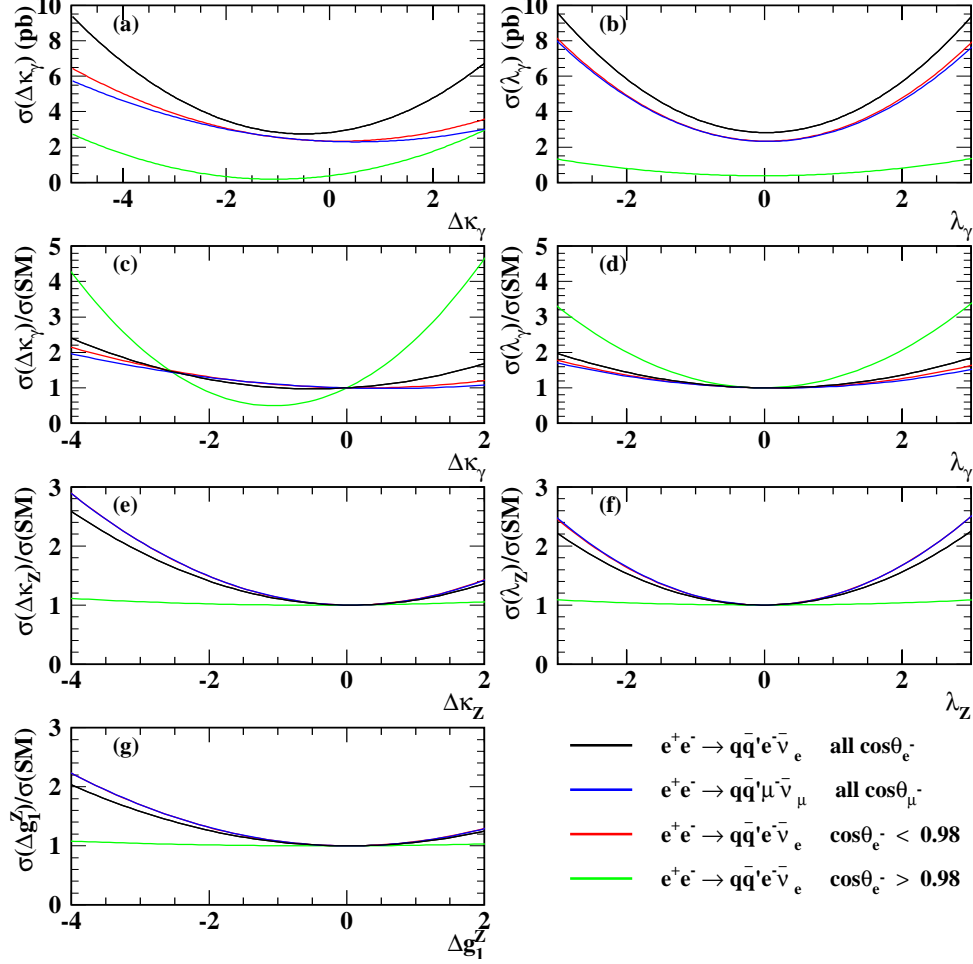 σ(Δκγ) (pb)
(a)
0
2
4
6
8
10
-4
-2
0
2
Δκγ
σ(λγ) (pb)
(b)
0
2
4
6
8
10
-2
0
2
λγ
σ(Δκγ)/σ(SM)
(c)
0
1
2
3
4
5
-4
-2
0
2
Δκγ
σ(λγ)/σ(SM)
(d)
0
1
2
3
4
5
-2
0
2
λγ
σ(ΔκZ)/σ(SM)
(e)
0
1
2
3
-4
-2
0
2
ΔκZ
σ(λZ)/σ(SM)
(f)
0
1
2
3
-2
0
2
λZ
σ(Δg₁ᶻ)/σ(SM)
(g)
0
1
2
3
-4
-2
0
2
Δg₁ᶻ
e⁺e⁻ → qq̄'e⁻ν̄e all cosθe⁻
e⁺e⁻ → qq̄'μ⁻ν̄μ all cosθμ⁻
e⁺e⁻ → qq̄'e⁻ν̄e cosθe⁻ < 0.98
e⁺e⁻ → qq̄'e⁻ν̄e cosθe⁻ > 0.98